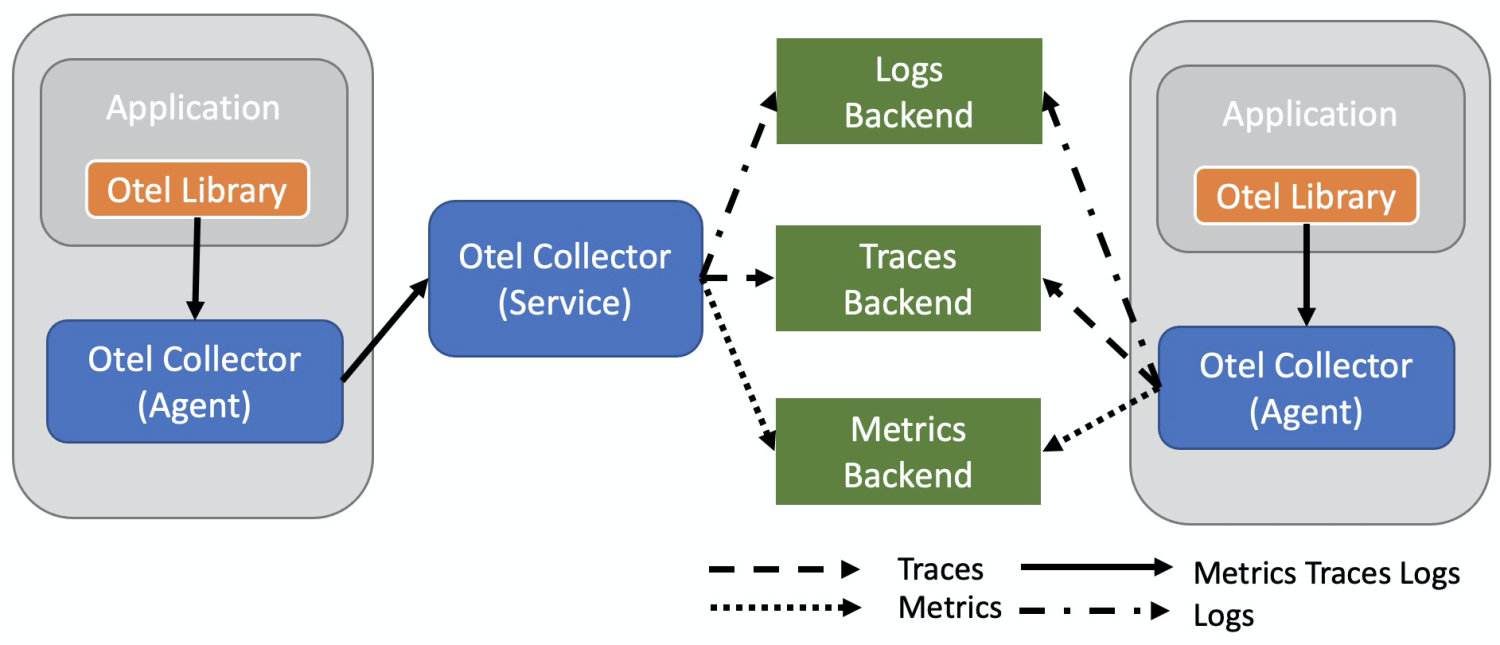 Application
Otel Library
Otel Collector
(Agent)
Otel Collector
(Service)
Logs
Backend
Traces
Backend
Metrics
Backend
Application
Otel Library
Otel Collector
(Agent)
Traces
Metrics Traces Logs
Metrics
Logs